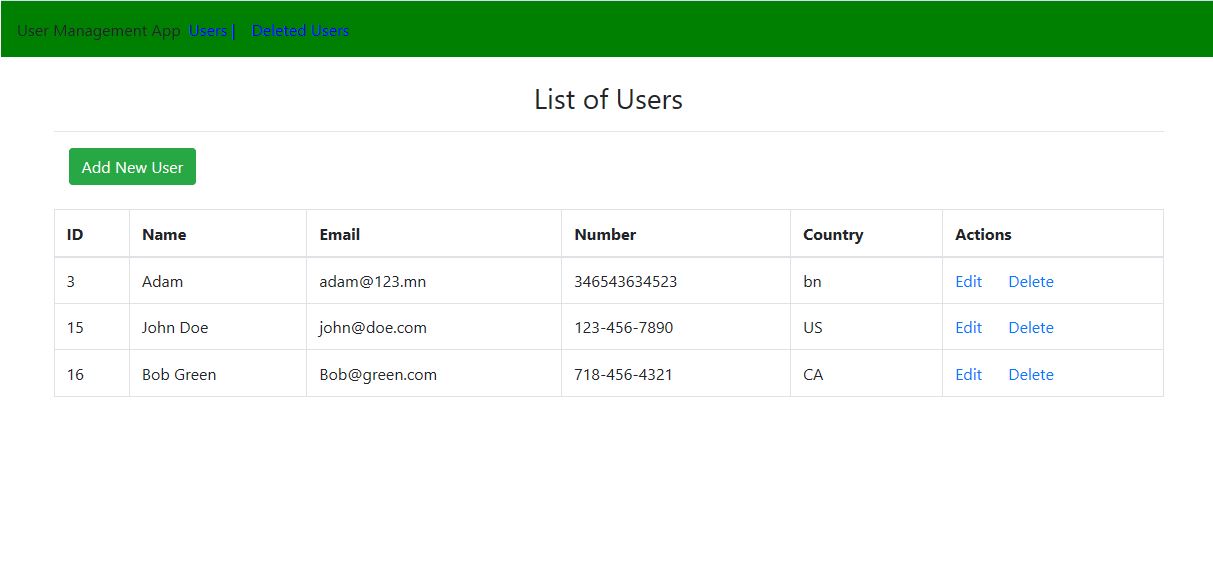 User Management App Users | Deleted Users
List of Users
Add New User
ID Name Email Number Country Actions
3 Adam adam@123.mn 346543634523 bn Edit Delete
15 John Doe john@doe.com 123-456-7890 US Edit Delete
16 Bob Green Bob@green.com 718-456-4321 CA Edit Delete